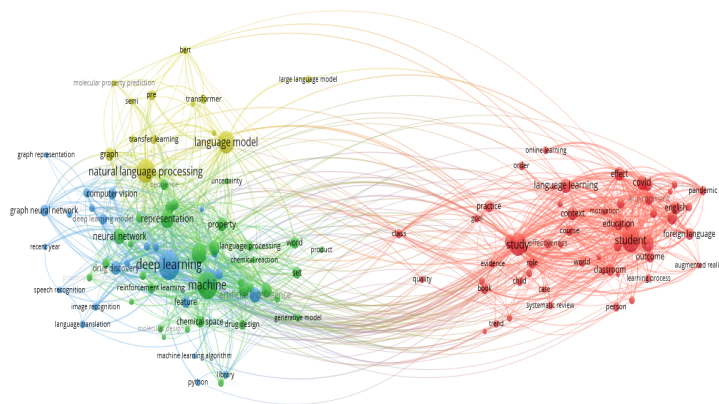 bert
large language model
molecular property prediction
pre
semi
transformer
transfer learning
language model
online learning
graph representation
graph
order
natural language processing
uncertainty
language learning
effect
covid
pandemic
computer vision
graph neural network
deep learning model
representation
property
practice
goal
context
motivation
english
education
neural network
class
course
foreign language
recent year
language processing
word
product
study
effectiveness
student
chemical reaction
evidence
role
world
outcome
drug discovery
deep learning
set
classroom
augmented reali
quality
child
learning process
speech recognition
reinforcement learning
machine
book
case
image recognition
feature
systematic review
person
language translation
chemical space
drug design
generative model
trend
machine learning algorithm
python
library